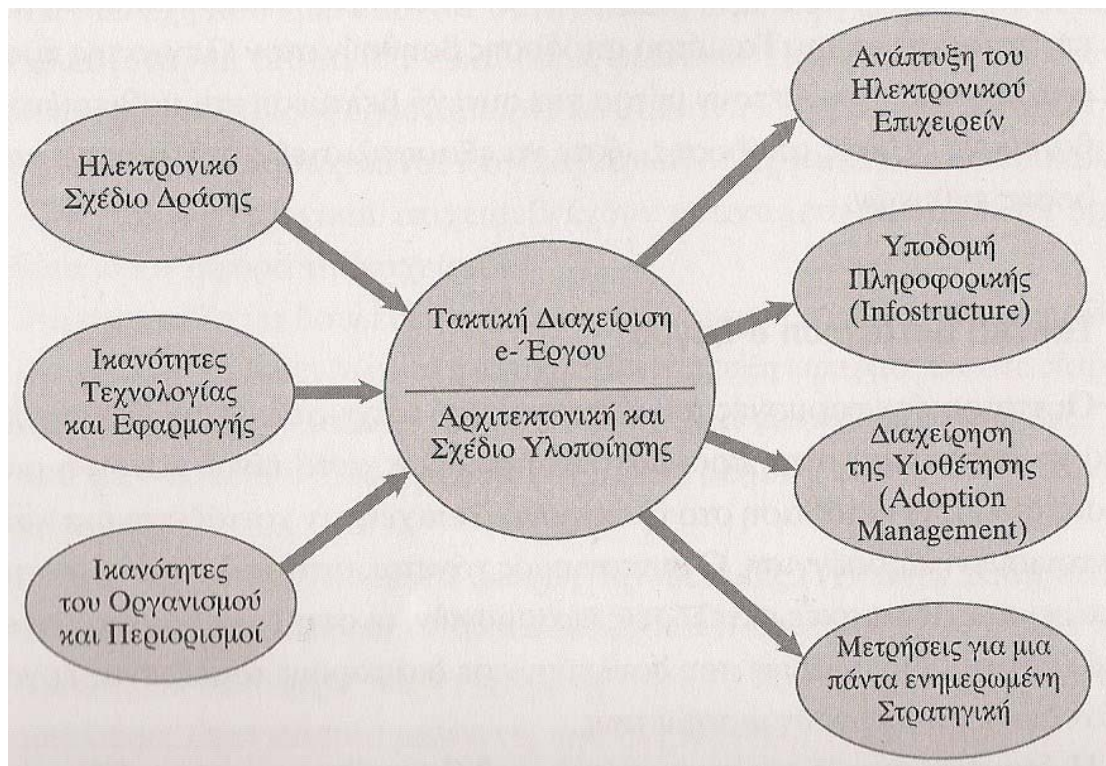 Ηλεκτρονικό
Σχέδιο Δράσης
Ικανότητες
Τεχνολογίας
και Εφαρμογής
Ικανότητες
του Οργανισμού
και Περιορισμοί
Τακτική Διαχείριση
e-Έργου
Αρχιτεκτονική και
Σχέδιο Υλοποίησης
Ανάπτυξη του
Ηλεκτρονικού
Επιχειρείν
Υποδομή
Πληροφορικής
(Infostructure)
Διαχείρηση
της Υιοθέτησης
(Adoption
Management)
Μετρήσεις για μια
πάντα ενημερωμένη
Στρατηγική